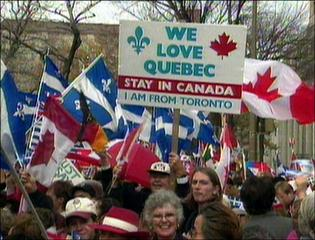 WE
LOVE
QUEBEC
STAY IN CANADA
I AM FROM TORONTO